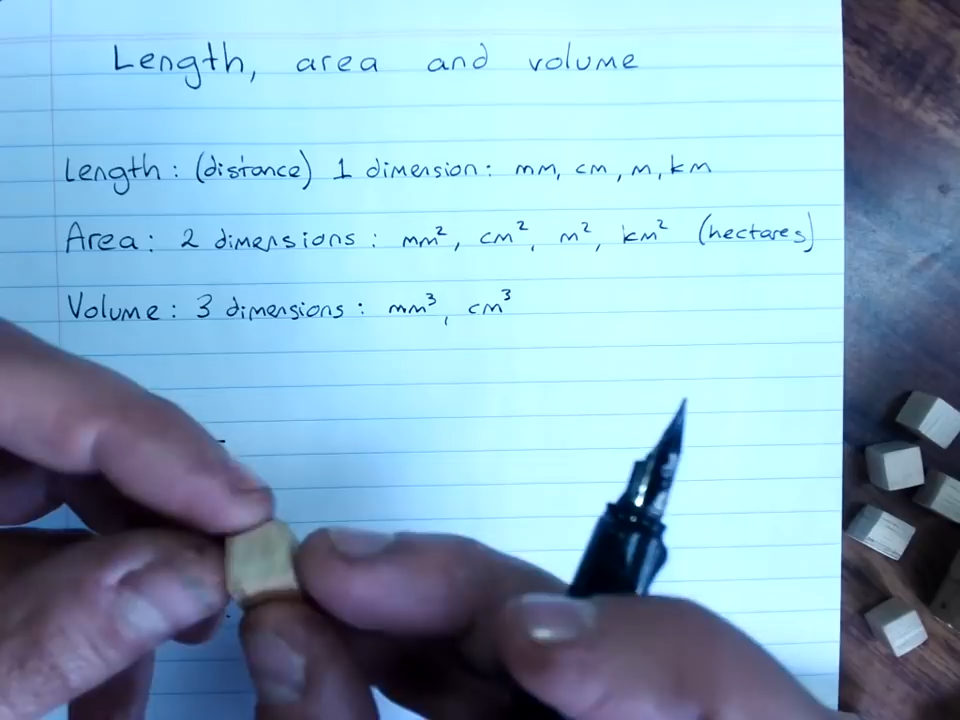 Length, area and volume
Length: (distance) 1 dimension: mm, cm, m, km
Area: 2 dimensions: mm², cm², m², km² (hectares)
Volume: 3 dimensions: mm³, cm³